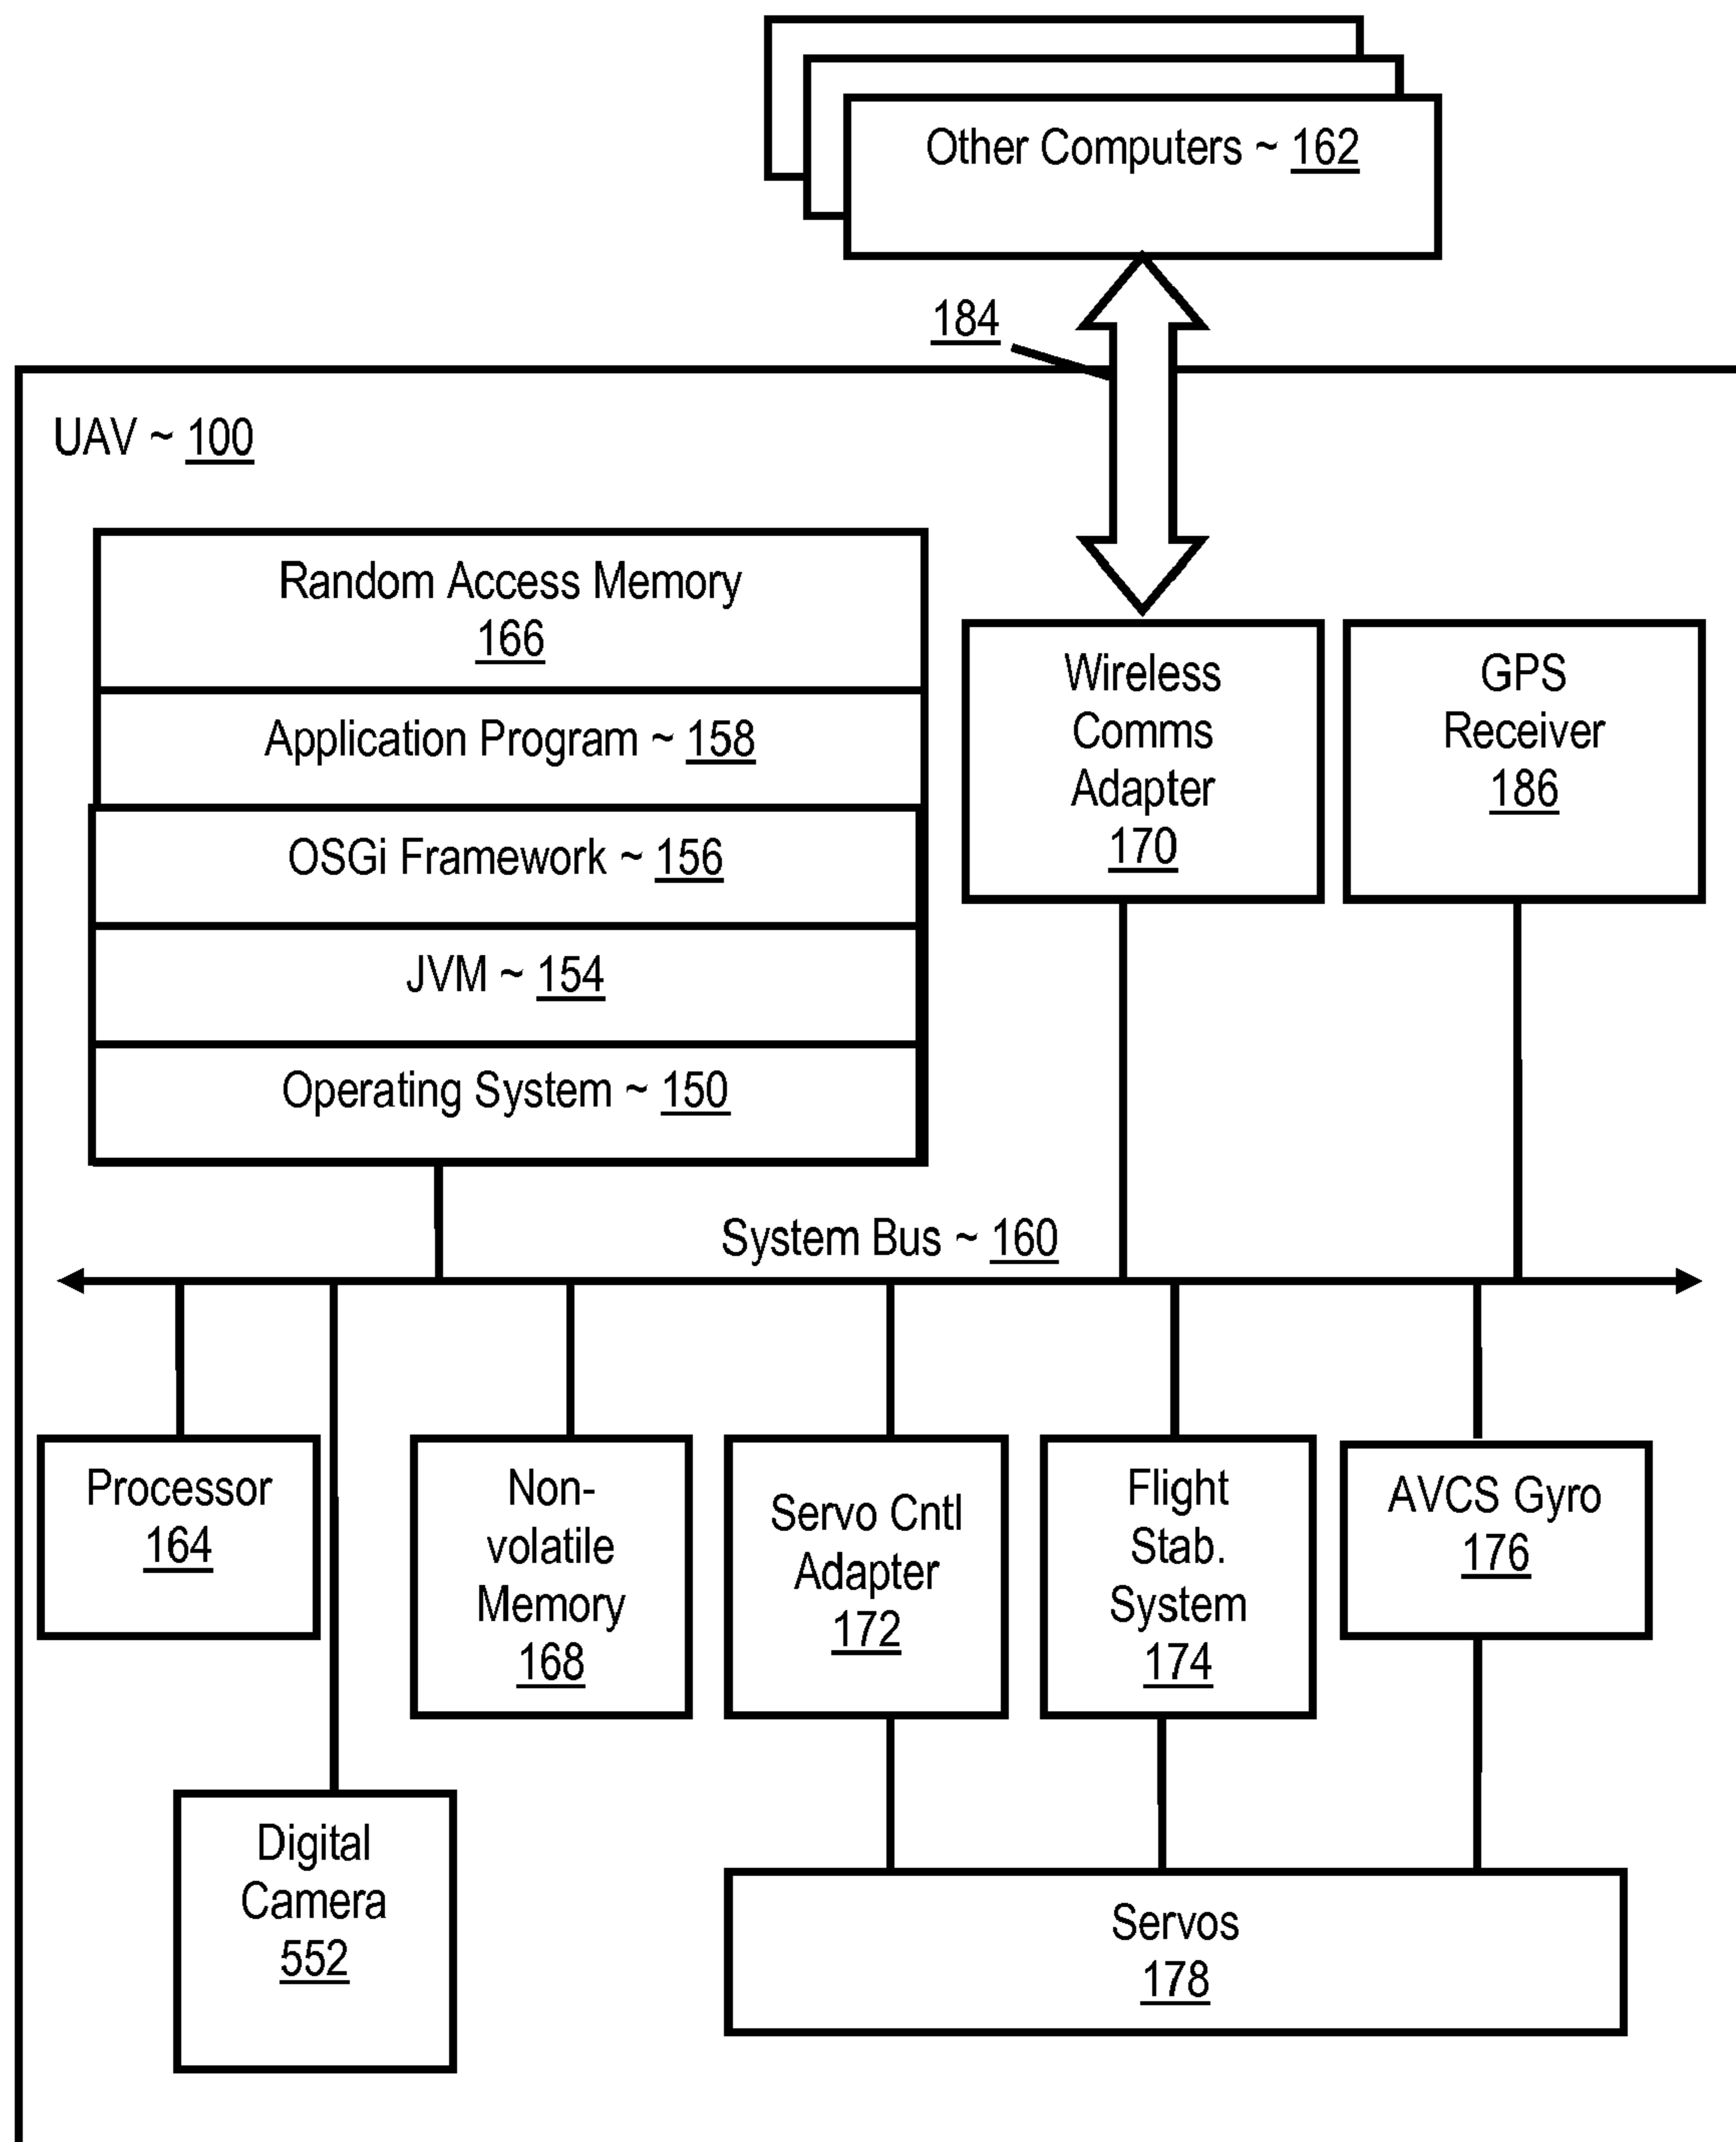 Other Computers ~ 162
184
UAV ~ 100
Random Access Memory
166
Application Program ~ 158
OSGi Framework ~ 156
JVM ~ 154
Operating System ~ 150
Wireless
Comms
Adapter
170
GPS
Receiver
186
System Bus ~ 160
Processor
164
Non-
volatile
Memory
168
Servo Cntl
Adapter
172
Flight
Stab.
System
174
AVCS Gyro
176
Digital
Camera
552
Servos
178